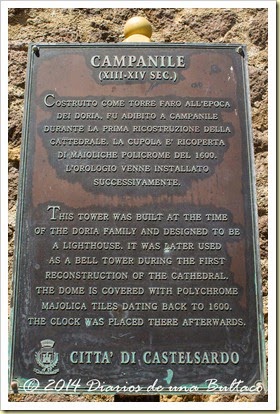 CAMPANILE
(XIII-XIV SEC.)
COSTRUITO COME TORRE FARO ALL'EPOCA
DEI DORIA, FU ADIBITO A CAMPANILE
DURANTE LA PRIMA RICOSTRUZIONE DELLA
CATTEDRALE. LA CUPOLA E' RICOPERTA
DI MAIOLICHE POLICROME DEL 1600.
L'OROLOGIO VENNE INSTALLATO
SUCCESSIVAMENTE.
THIS TOWER WAS BUILT AT THE TIME
OF THE DORIA FAMILY AND DESIGNED TO BE
A LIGHTHOUSE. IT WAS LATER USED
AS A BELL TOWER DURING THE FIRST
RECONSTRUCTION OF THE CATHEDRAL.
THE DOME IS COVERED WITH POLYCHROME
MAJOLICA TILES DATING BACK TO 1600.
THE CLOCK WAS PLACED THERE AFTERWARDS.
CITTA' DI CASTELSARDO
© 2014 Diarios de una Bultaco